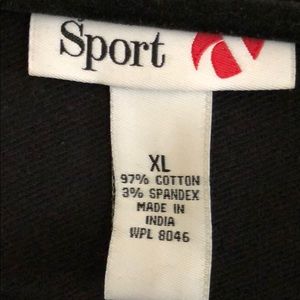 Sport
XL
97% COTTON
3% SPANDEX
MADE IN
INDIA
WPL 8046